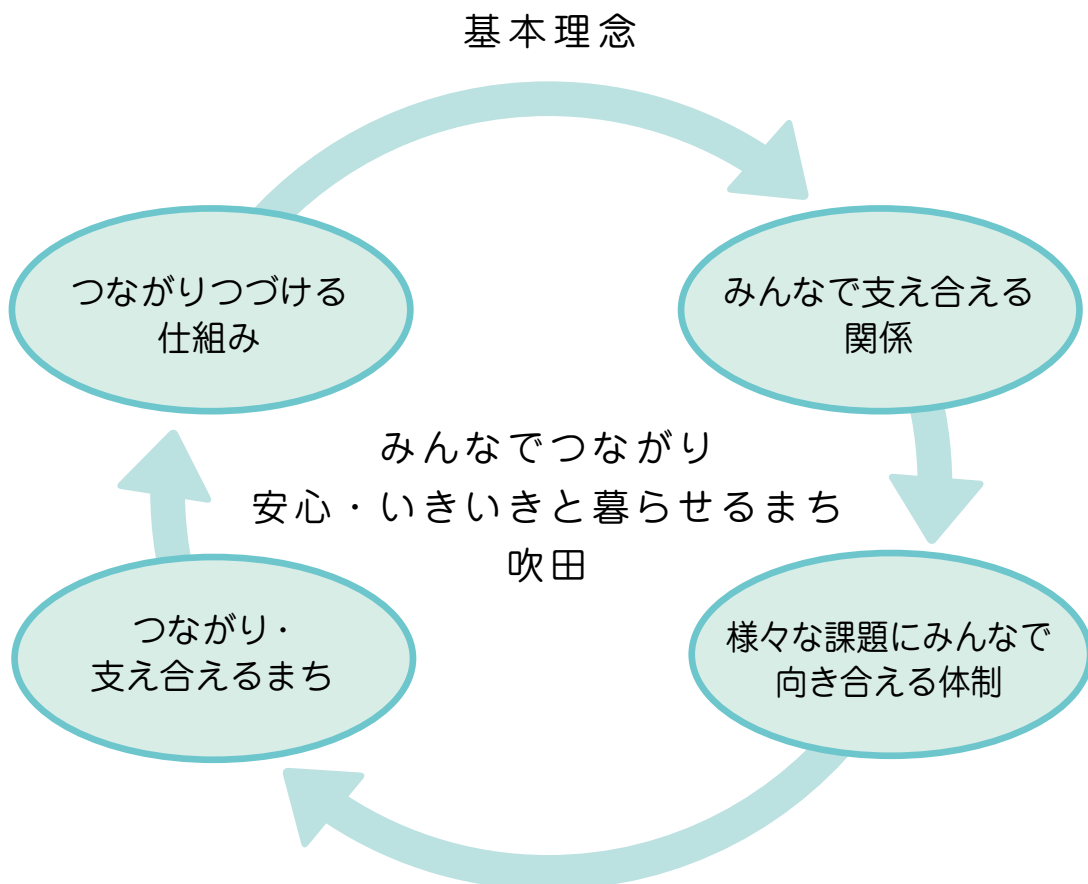 基本理念
つながりつづける
仕組み
みんなで支え合える
関係
みんなでつながり
安心・いきいきと暮らせるまち
吹田
つながり・
支え合えるまち
様々な課題にみんなで
向き合える体制